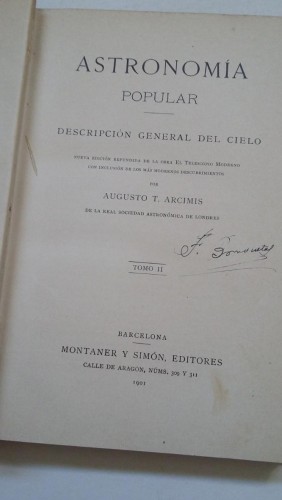 ASTRONOMÍA
POPULAR
DESCRIPCIÓN GENERAL DEL CIELO
NUEVA EDICIÓN REFUNDIDA DE LA OBRA EL TELESCOPIO MODERNO
CON INCLUSIÓN DE LOS MÁS MODERNOS DESCUBRIMIENTOS
POR
AUGUSTO T. ARCIMIS
DE LA REAL SOCIEDAD ASTRONÓMICA DE LONDRES
F.
TOMO II
BARCELONA
MONTANER Y SIMÓN, EDITORES
CALLE DE ARAGON, NÚMS. 309 Y 311
1901